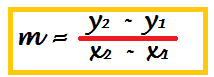 m = y₂ - y₁
x₂ - x₁